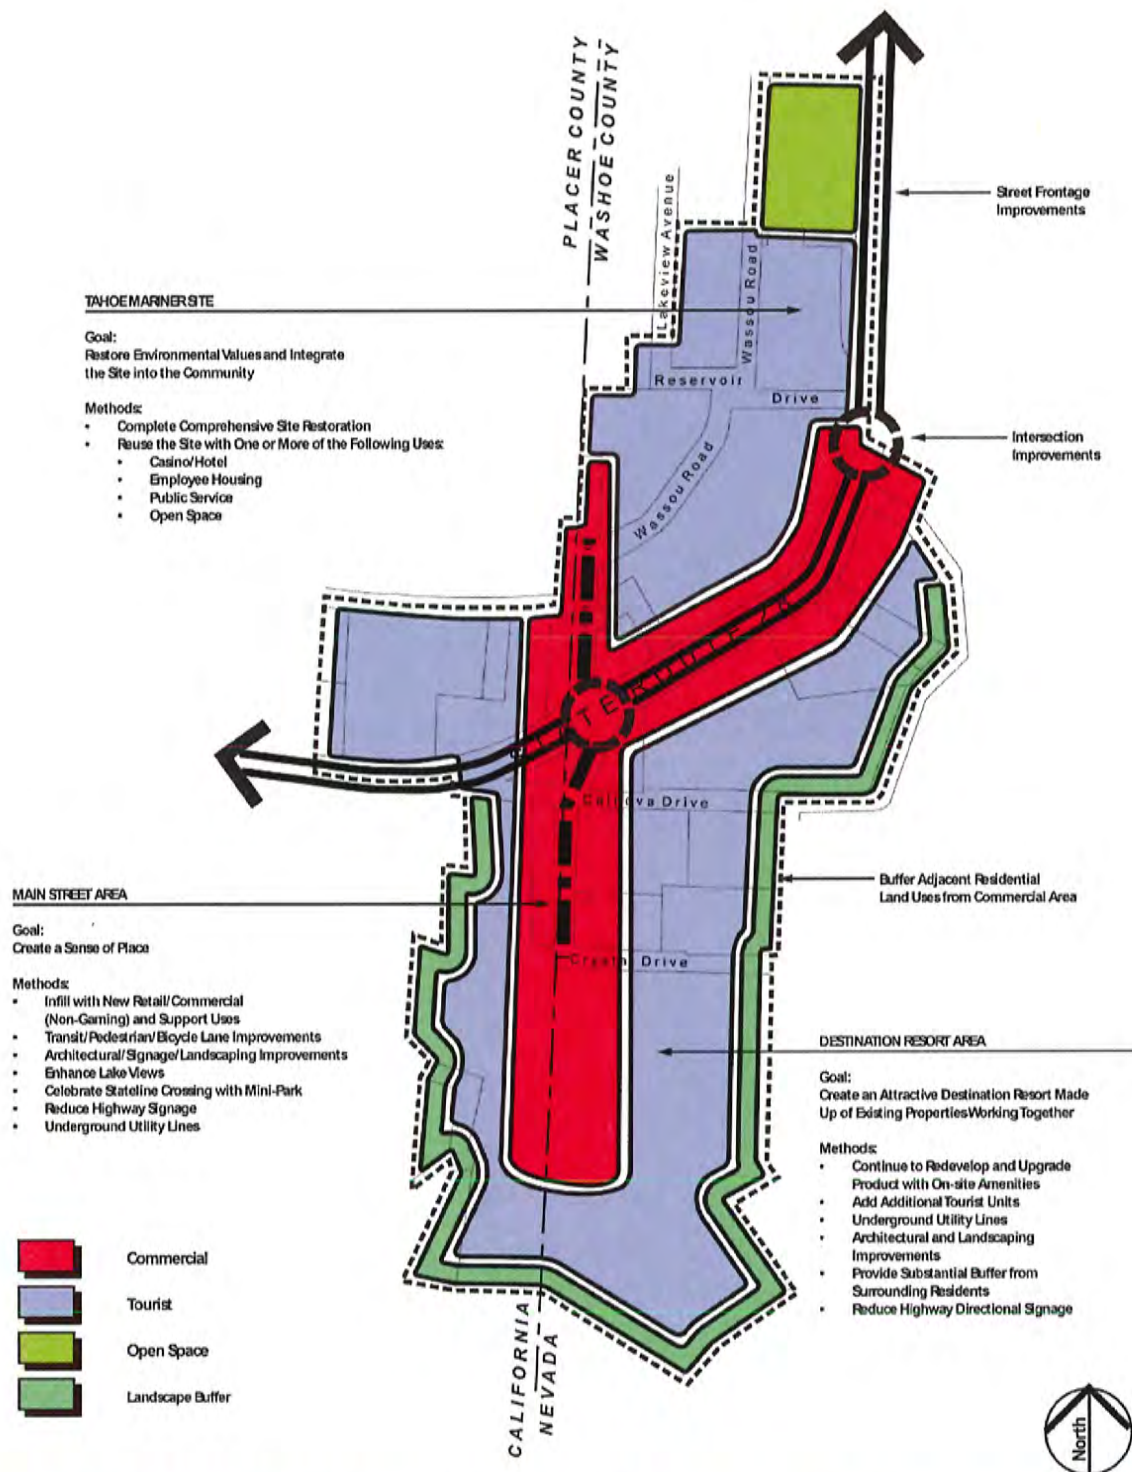 PLACER COUNTY
WASHOE COUNTY
Street Frontage
Improvements
Lakeview Avenue
Wassou Road
TAHOE MARINER SITE
Goal:
Restore Environmental Values and Integrate
the Site into the Community
Methods:
• Complete Comprehensive Site Restoration
• Reuse the Site with One or More of the Following Uses:
• Casino/Hotel
• Employee Housing
• Public Service
• Open Space
Reservoir
Drive
Intersection
Improvements
Wassou Road
Drive
MAIN STREET AREA
Goal:
Create a Sense of Place
Methods:
• Infill with New Retail/Commercial
(Non-Gaming) and Support Uses
• Transit/Pedestrian/Bicycle Lane Improvements
• Architectural/Signage/Landscaping Improvements
• Enhance Lake Views
• Celebrate Stateline Crossing with Mini-Park
• Reduce Highway Signage
• Underground Utility Lines
Buffer Adjacent Residential
Land Uses from Commercial Area
Drive
DESTINATION RESORT AREA
Goal:
Create an Attractive Destination Resort Made
Up of Existing Properties Working Together
Methods:
• Continue to Redevelop and Upgrade
Product with On-site Amenities
• Add Additional Tourist Units
• Underground Utility Lines
• Architectural and Landscaping
Improvements
• Provide Substantial Buffer from
Surrounding Residents
• Reduce Highway Directional Signage
Commercial
Tourist
Open Space
Landscape Buffer
CALIFORNIA
NEVADA
North